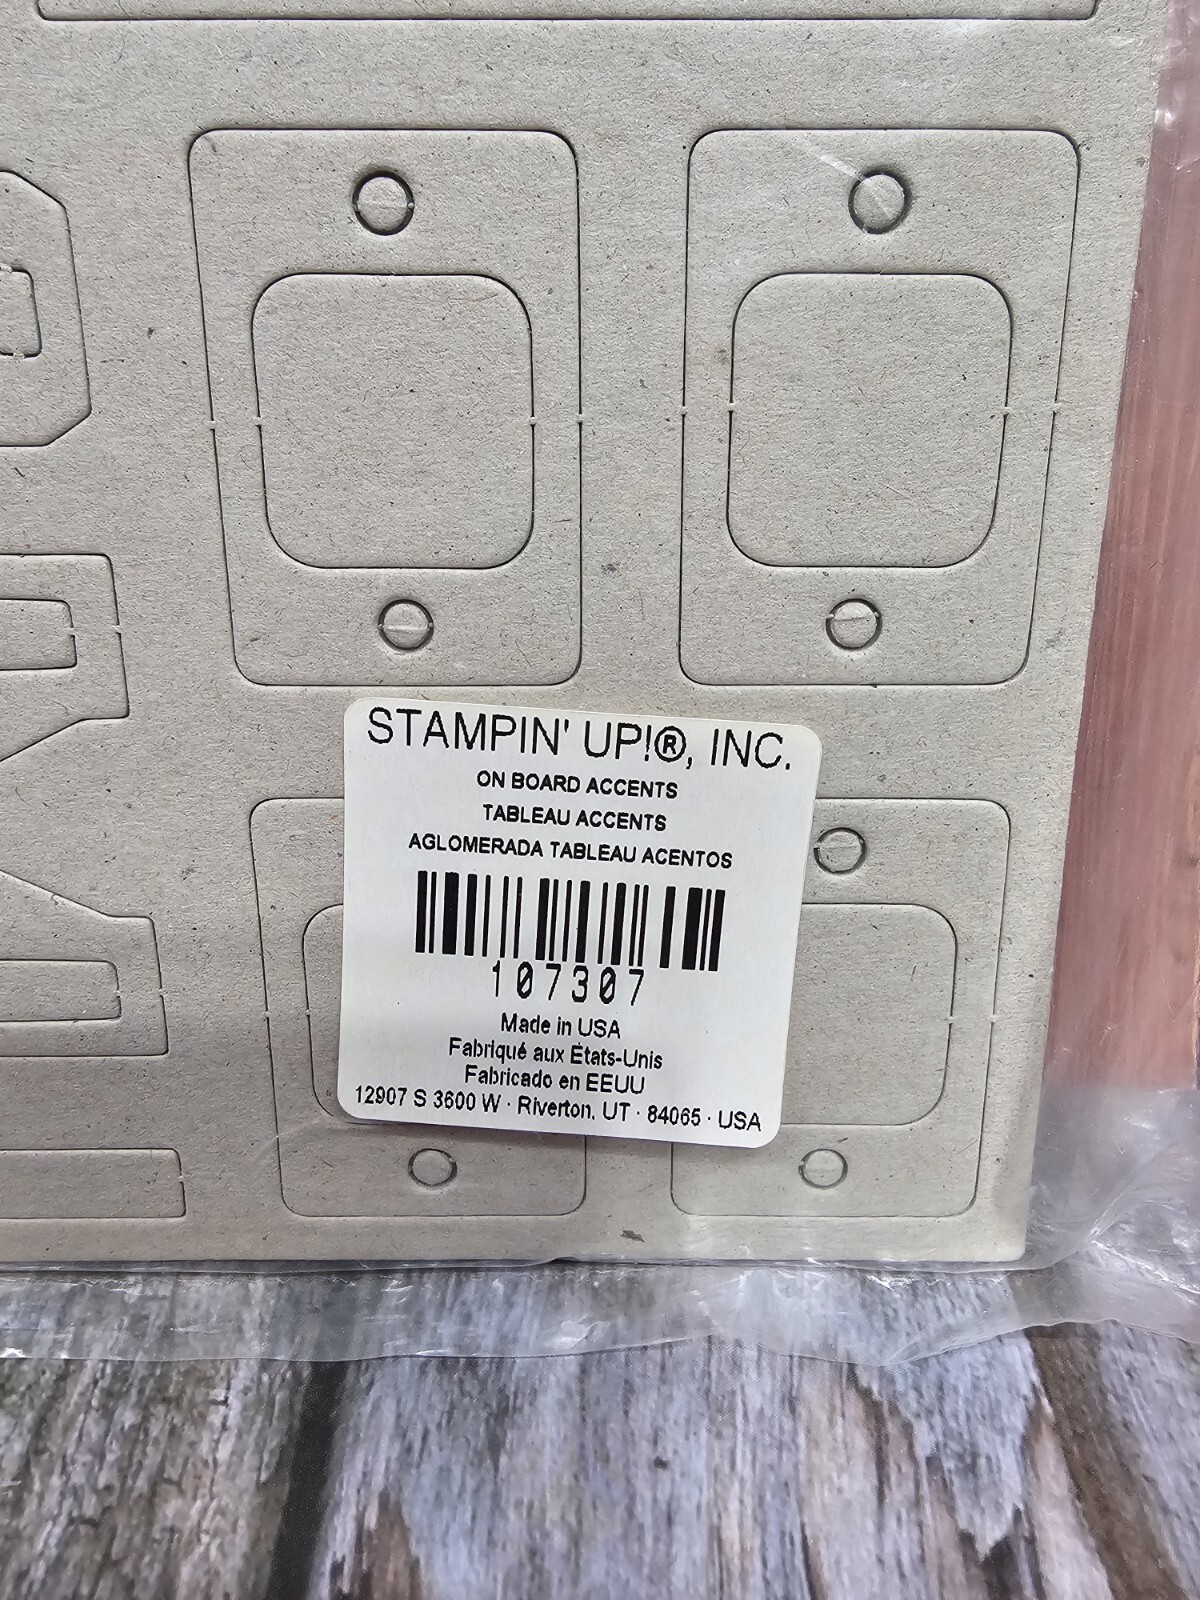 STAMPIN' UP!®, INC.
ON BOARD ACCENTS
TABLEAU ACCENTS
AGLOMERADA TABLEAU ACENTOS
107307
Made in USA
Fabriqué aux États-Unis
Fabricado en EEUU
12907 S 3600 W · Riverton, UT · 84065 · USA